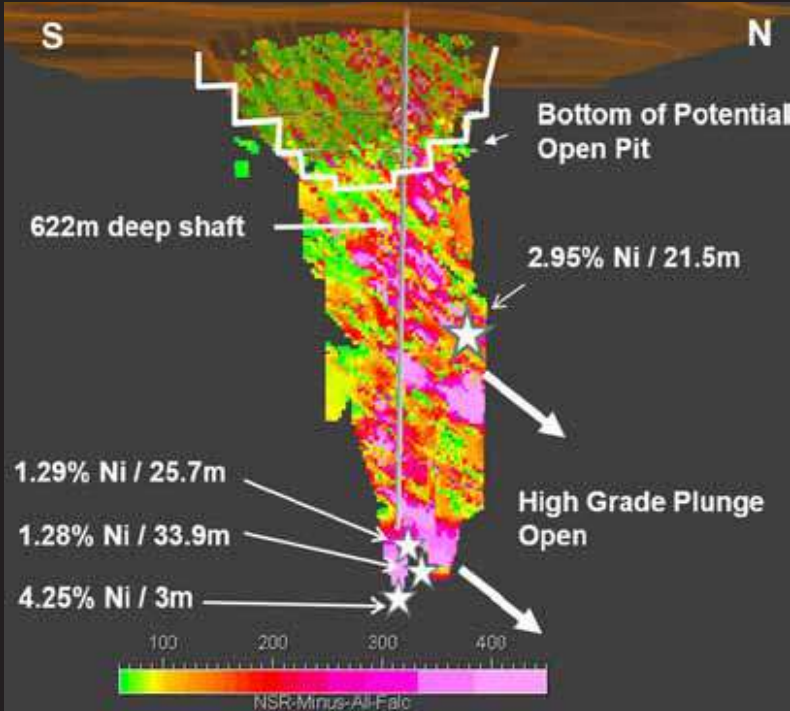 S
N
Bottom of Potential
Open Pit
622m deep shaft
2.95% Ni / 21.5m
1.29% Ni / 25.7m
1.28% Ni / 33.9m
High Grade Plunge
Open
4.25% Ni / 3m
100 200 300 400
NSR-Minus-All-Falc